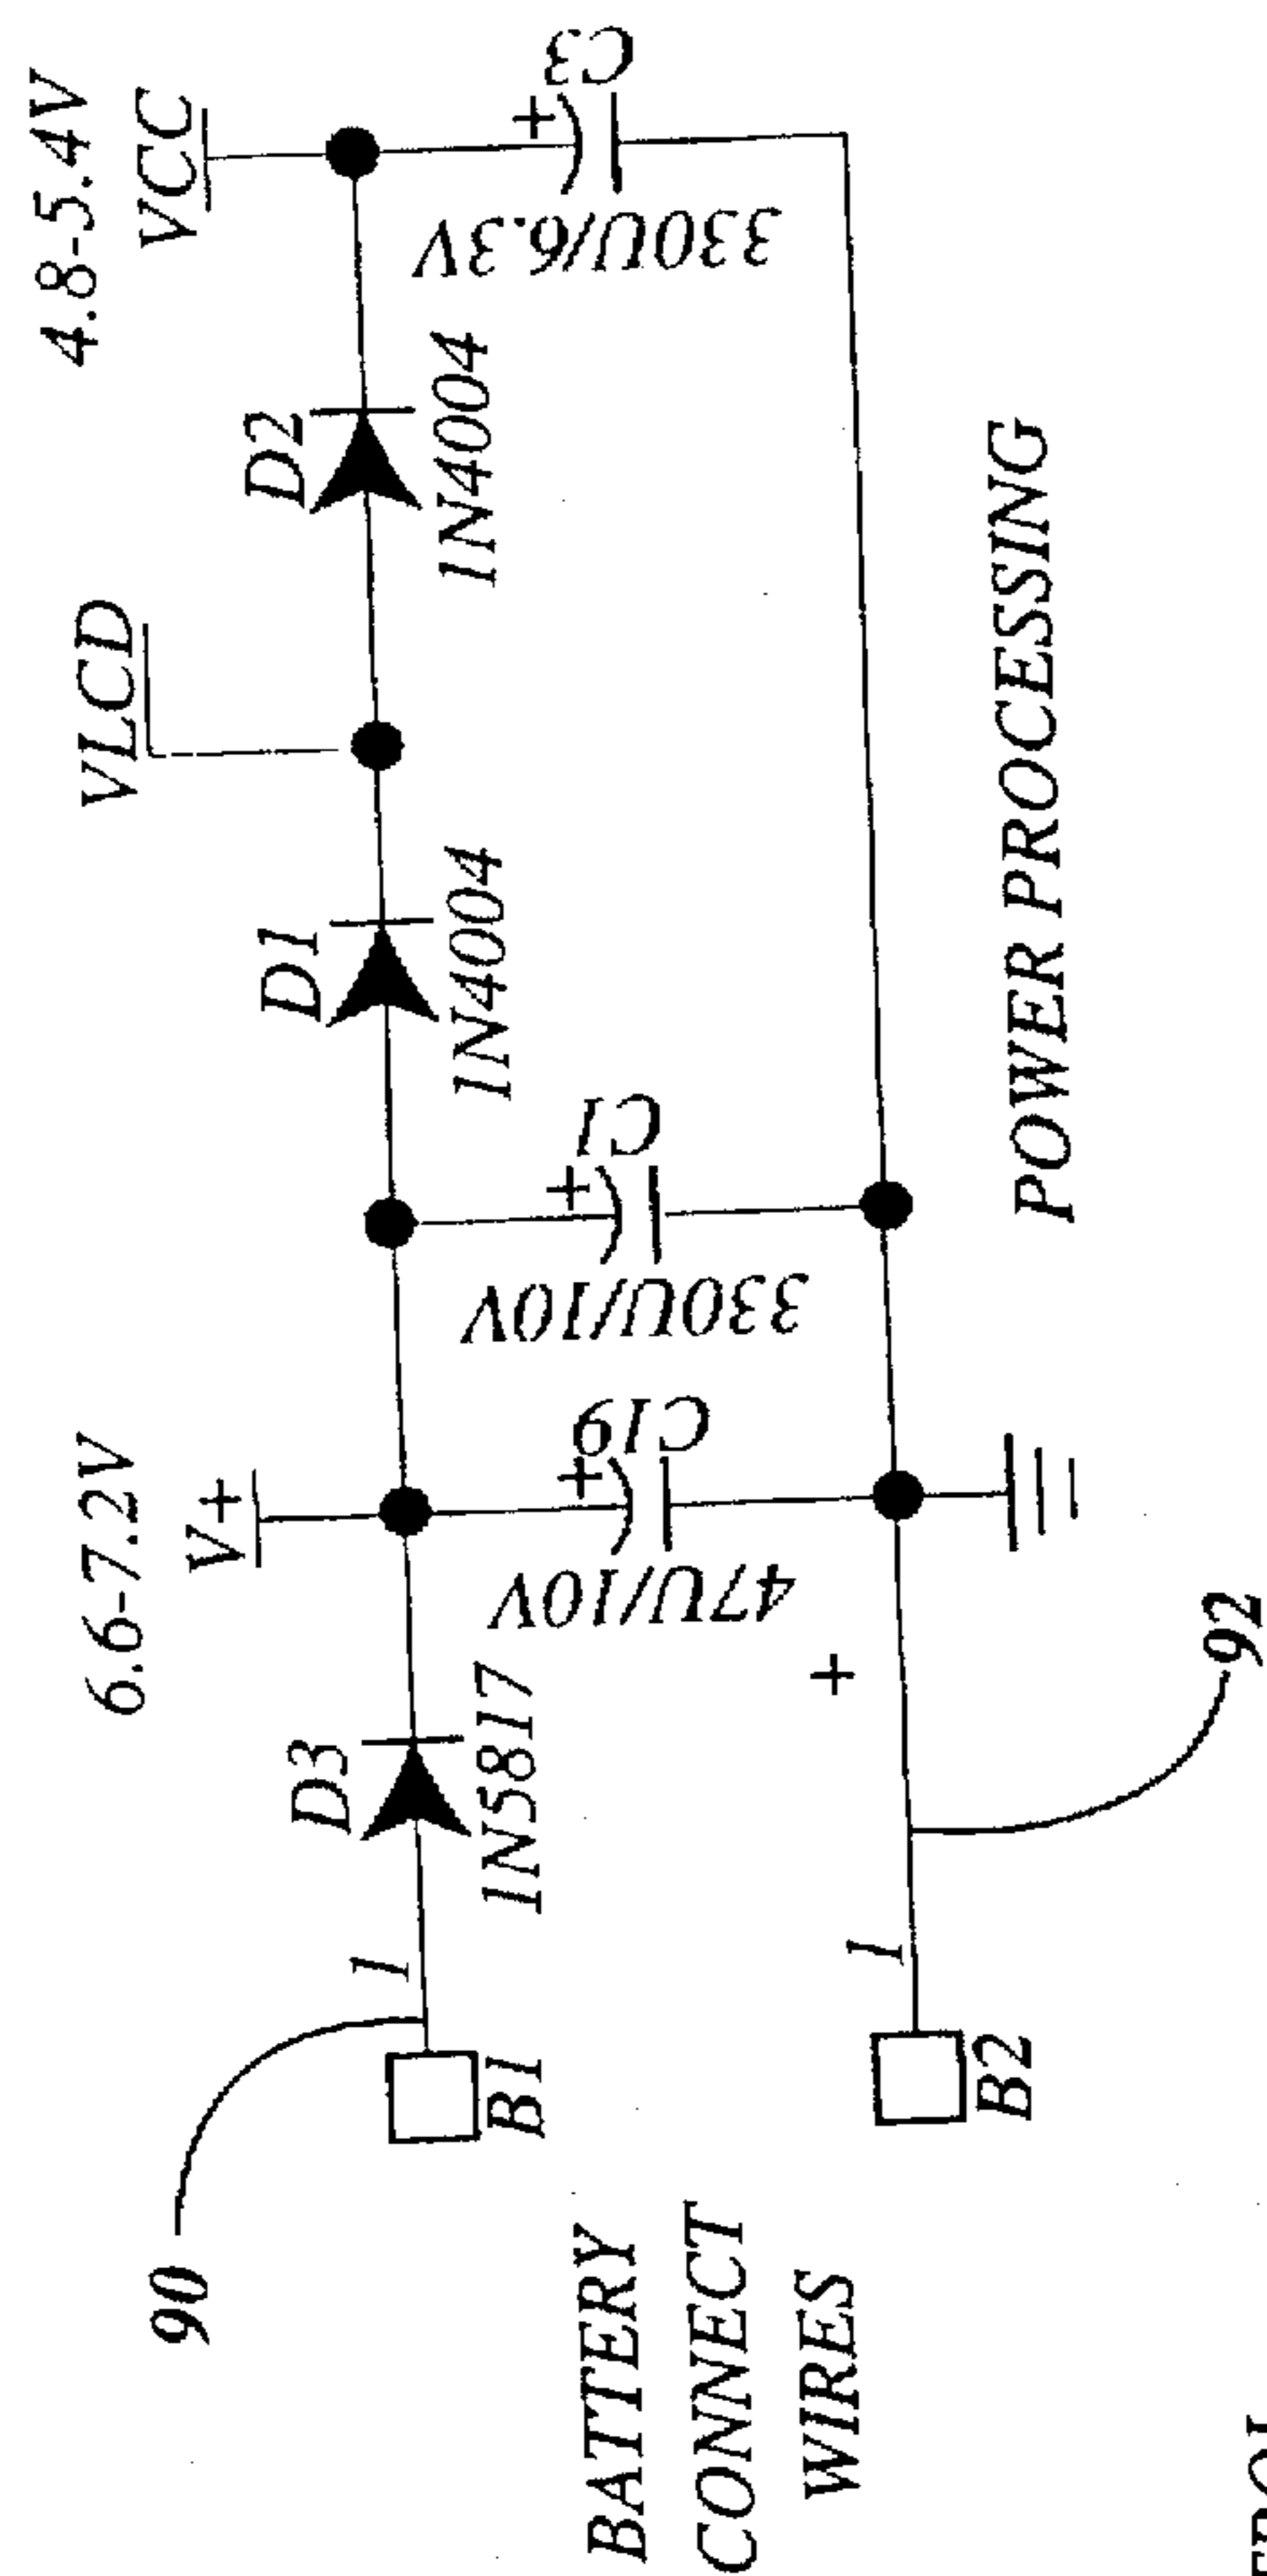 90
BATTERY
CONNECT
WIRES
B1
1
D3
1N5817
6.6-7.2V
V+
C19
47U/10V
C1
330U/10V
D1
1N4004
VLCD
D2
1N4004
4.8-5.4V
VCC
C3
+
330U/6.3V
+
+
+
B2
1
92
POWER PROCESSING